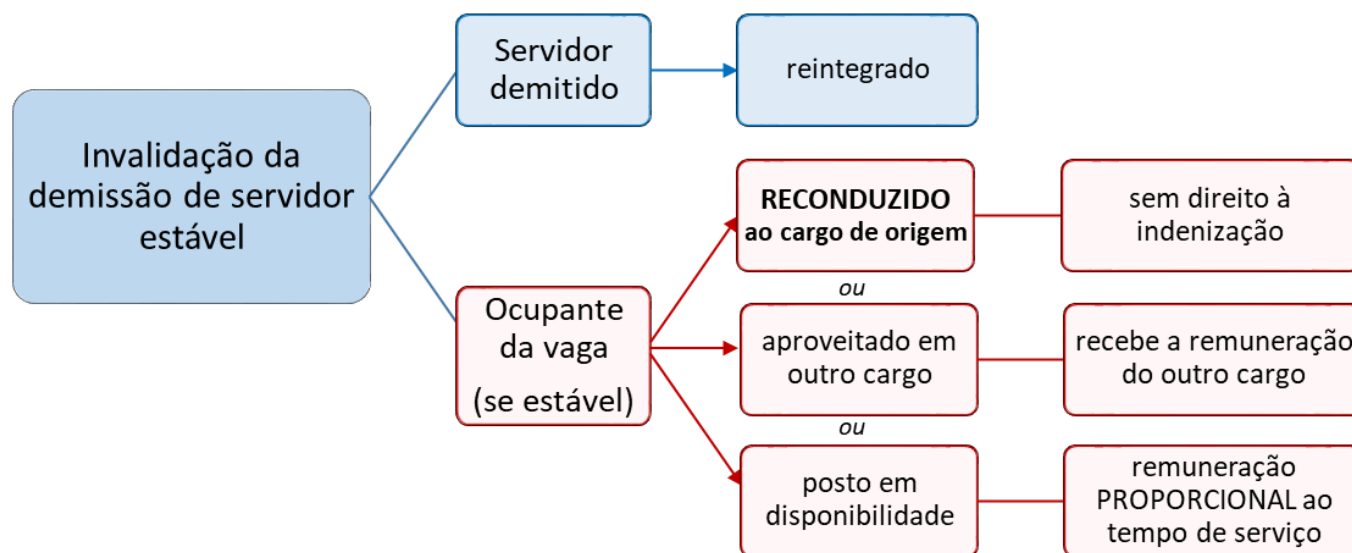 Invalidação da
demissão de servidor
estável
Servidor
demitido
reintegrado
Ocupante
da vaga
(se estável)
RECONDUZIDO
ao cargo de origem
sem direito à
indenização
ou
aproveitado em
outro cargo
recebe a remuneração
do outro cargo
ou
posto em
disponibilidade
remuneração
PROPORCIONAL ao
tempo de serviço